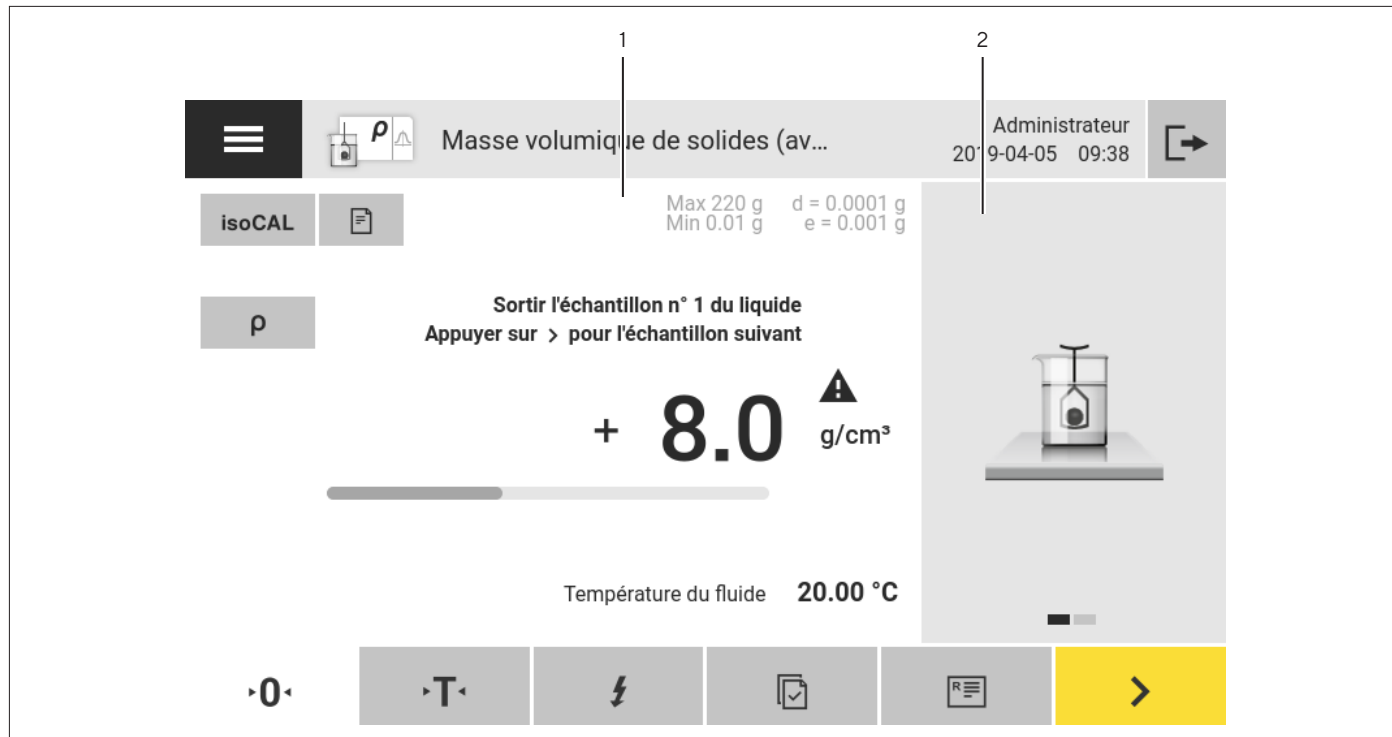 1 2
ρ Masse volumique de solides (av...
Administrateur
2019-04-05 09:38
isoCAL
Max 220 g d = 0.0001 g
Min 0.01 g e = 0.001 g
ρ
Sortir l'échantillon n° 1 du liquide
Appuyer sur > pour l'échantillon suivant
+ 8.0 g/cm³
Température du fluide 20.00 °C
0 T R